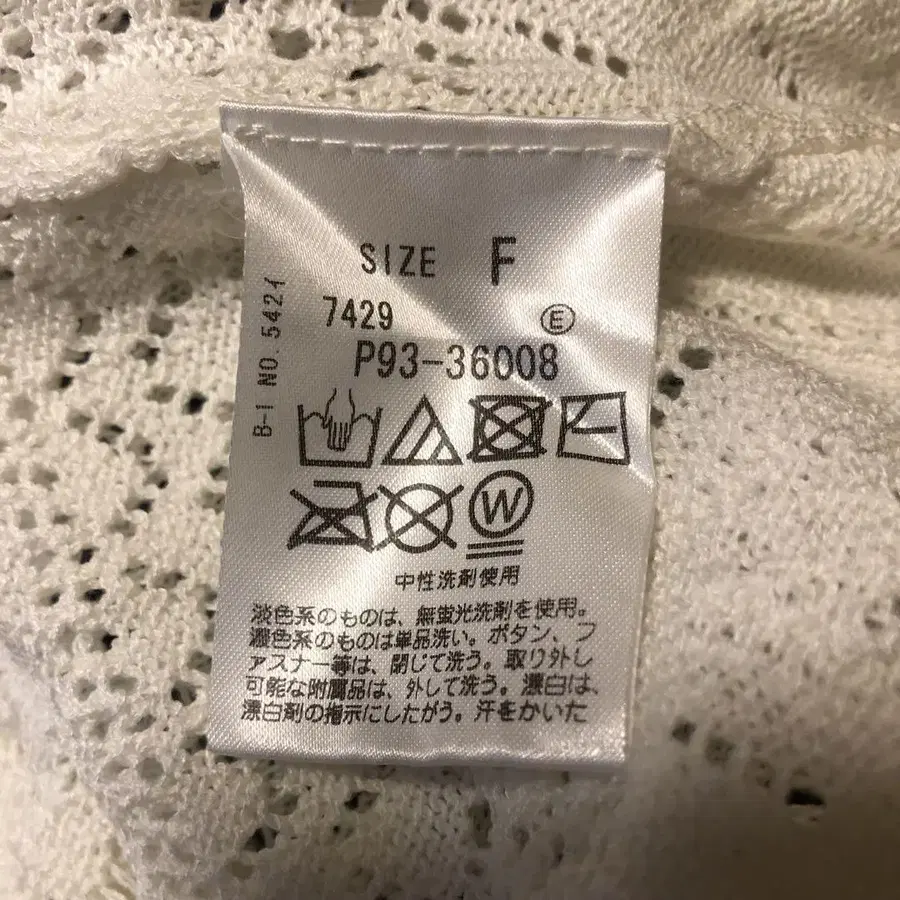 SIZE F
7429 E
P93-36008
B-1 NO. 5421
W
中性洗剤使用
淡色系のものは、無蛍光洗剤を使用。
濃色系のものは単品洗い。ボタン、フ
ァスナー等は、閉じて洗う。取り外し
可能な附属品は、外して洗う。漂白は、
漂白剤の指示にしたがう。汗をかいた